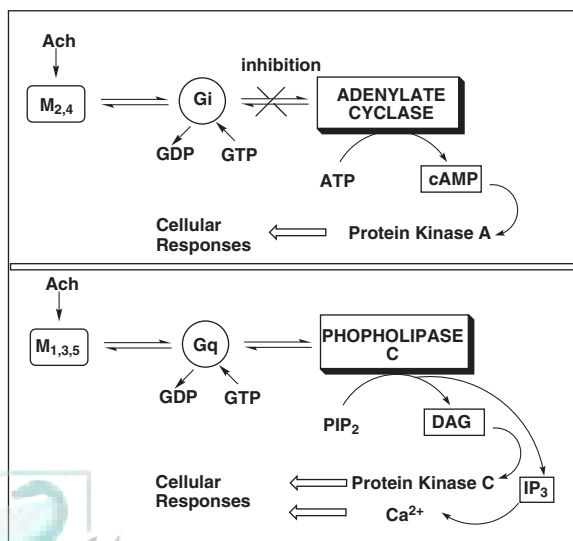 Ach
inhibition
M2,4
Gi
ADENYLATE
CYCLASE
GDP
GTP
ATP
cAMP
Cellular
Responses
Protein Kinase A
Ach
M1,3,5
Gq
PHOPHOLIPASE
C
GDP
GTP
PIP2
DAG
Cellular
Responses
Protein Kinase C
IP3
Ca2+